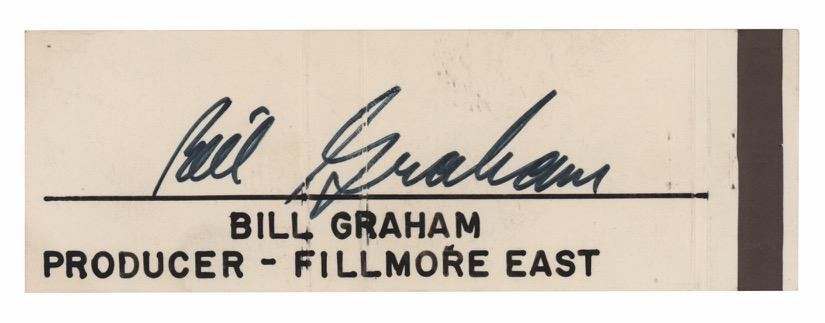 Bill Graham
BILL GRAHAM
PRODUCER - FILLMORE EAST